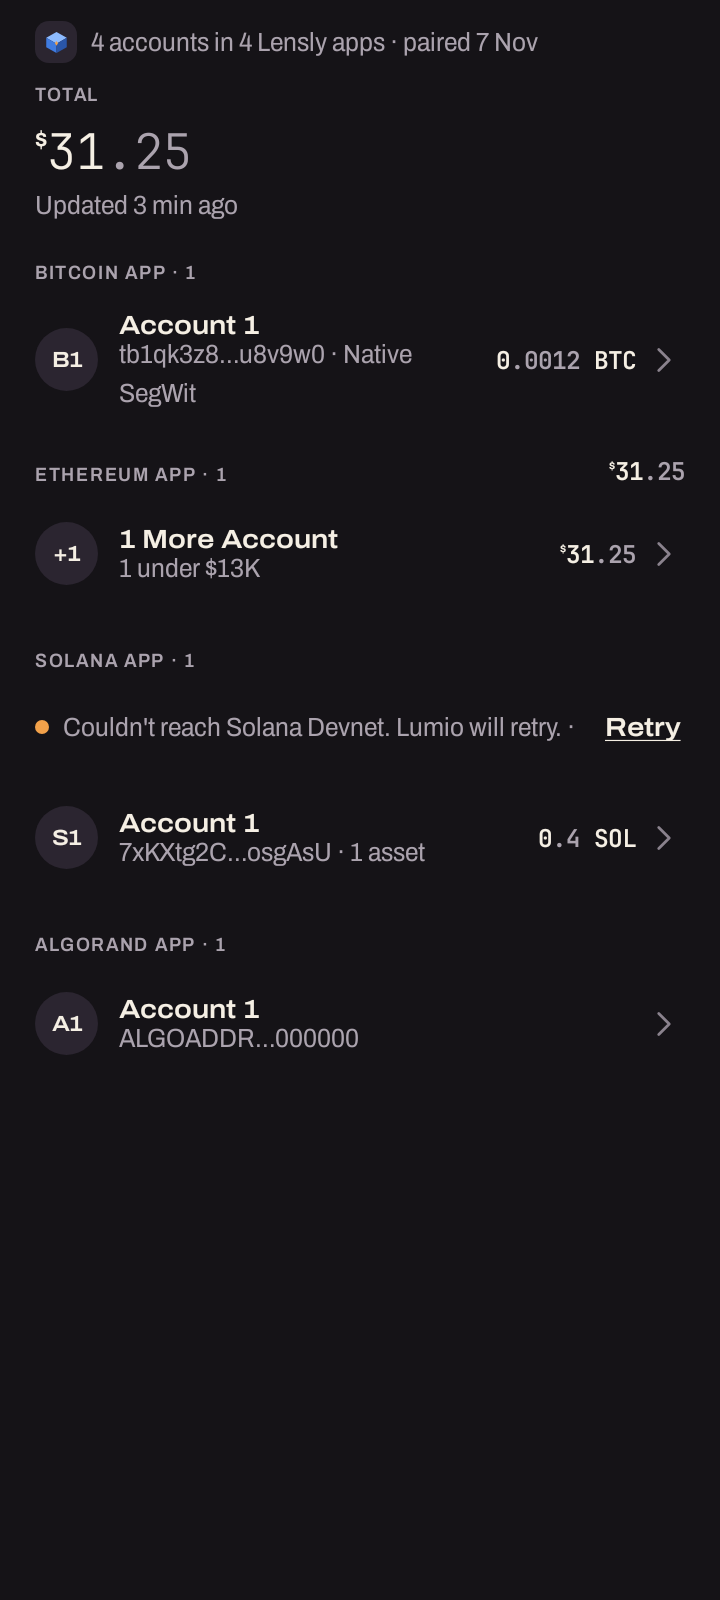 4 accounts in 4 Lensly apps · paired 7 Nov
TOTAL
$31.25
Updated 3 min ago
BITCOIN APP · 1
B1
Account 1
tb1qk3z8...u8v9w0 · Native
SegWit
0.0012 BTC
ETHEREUM APP · 1
$31.25
+1
1 More Account
1 under $13K
$31.25
SOLANA APP · 1
Couldn't reach Solana Devnet. Lumio will retry. ·
Retry
S1
Account 1
7xKXtg2C...osgAsU · 1 asset
0.4 SOL
ALGORAND APP · 1
A1
Account 1
ALGOADDR...000000